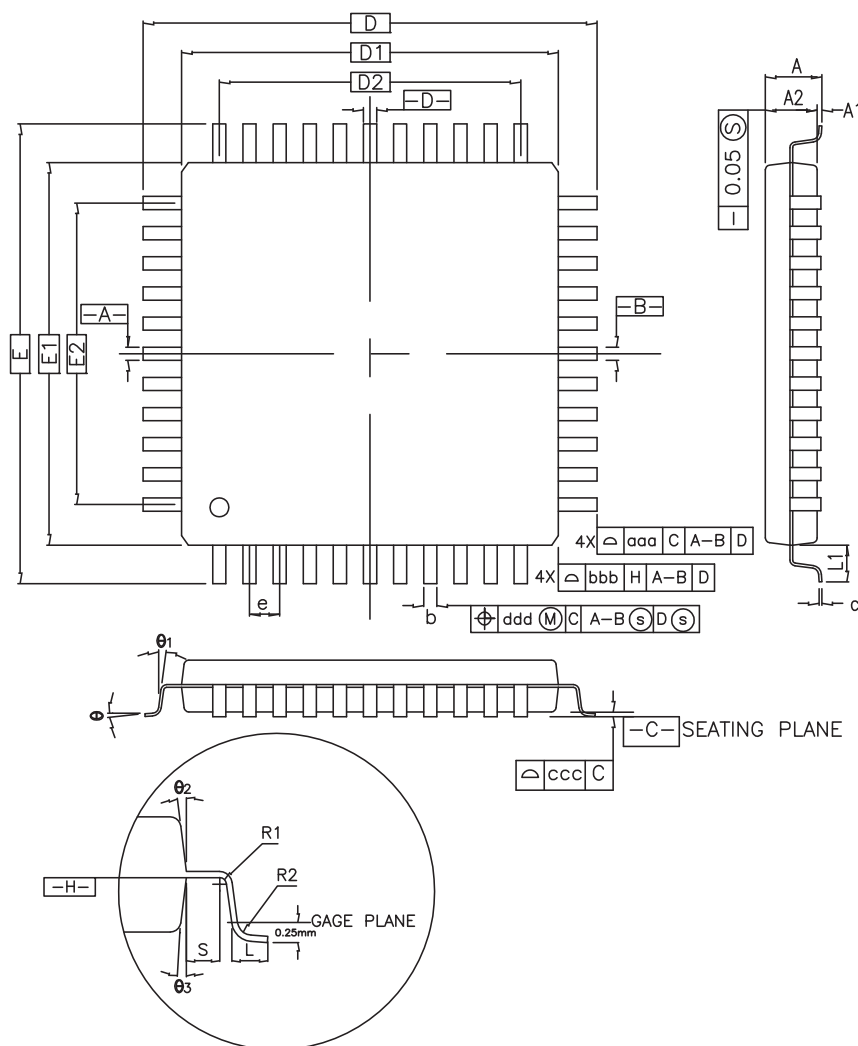 D
D1
D2
-D-
A
A2
A1
0.05 Ⓢ
-A-
-B-
E
E1
E2
4X aaa C A-B D
4X bbb H A-B D
L1
e
b
ddd Ⓜ C A-B ⓢ D ⓢ
c
θ1
θ
-C- SEATING PLANE
ccc C
θ2
R1
R2
-H-
GAGE PLANE
0.25mm
S
L
θ3